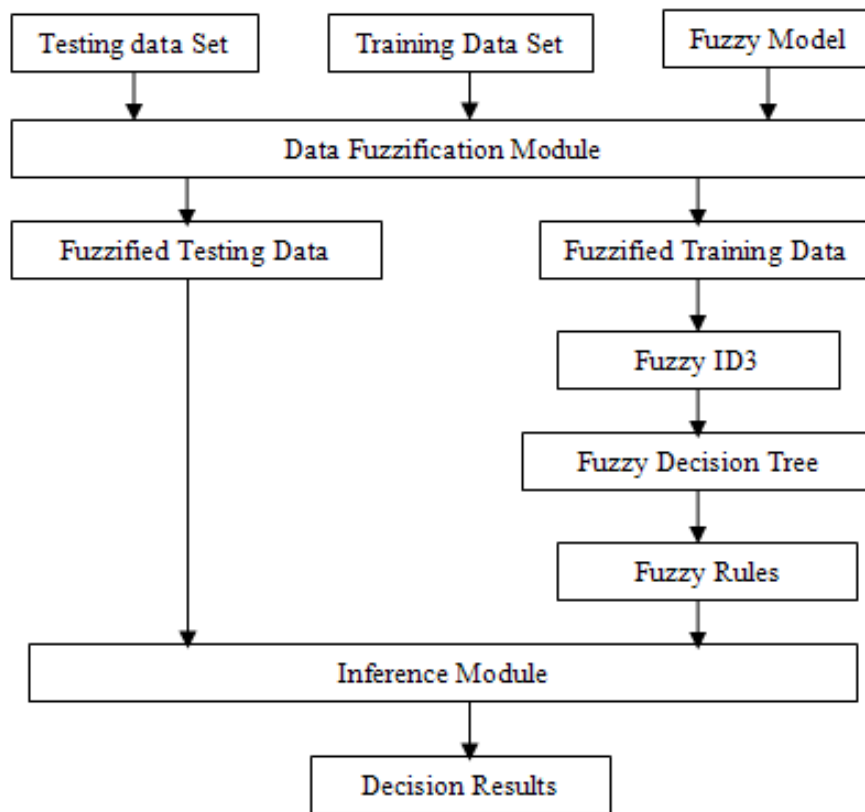 Testing data Set
Training Data Set
Fuzzy Model
Data Fuzzification Module
Fuzzified Testing Data
Fuzzified Training Data
Fuzzy ID3
Fuzzy Decision Tree
Fuzzy Rules
Inference Module
Decision Results